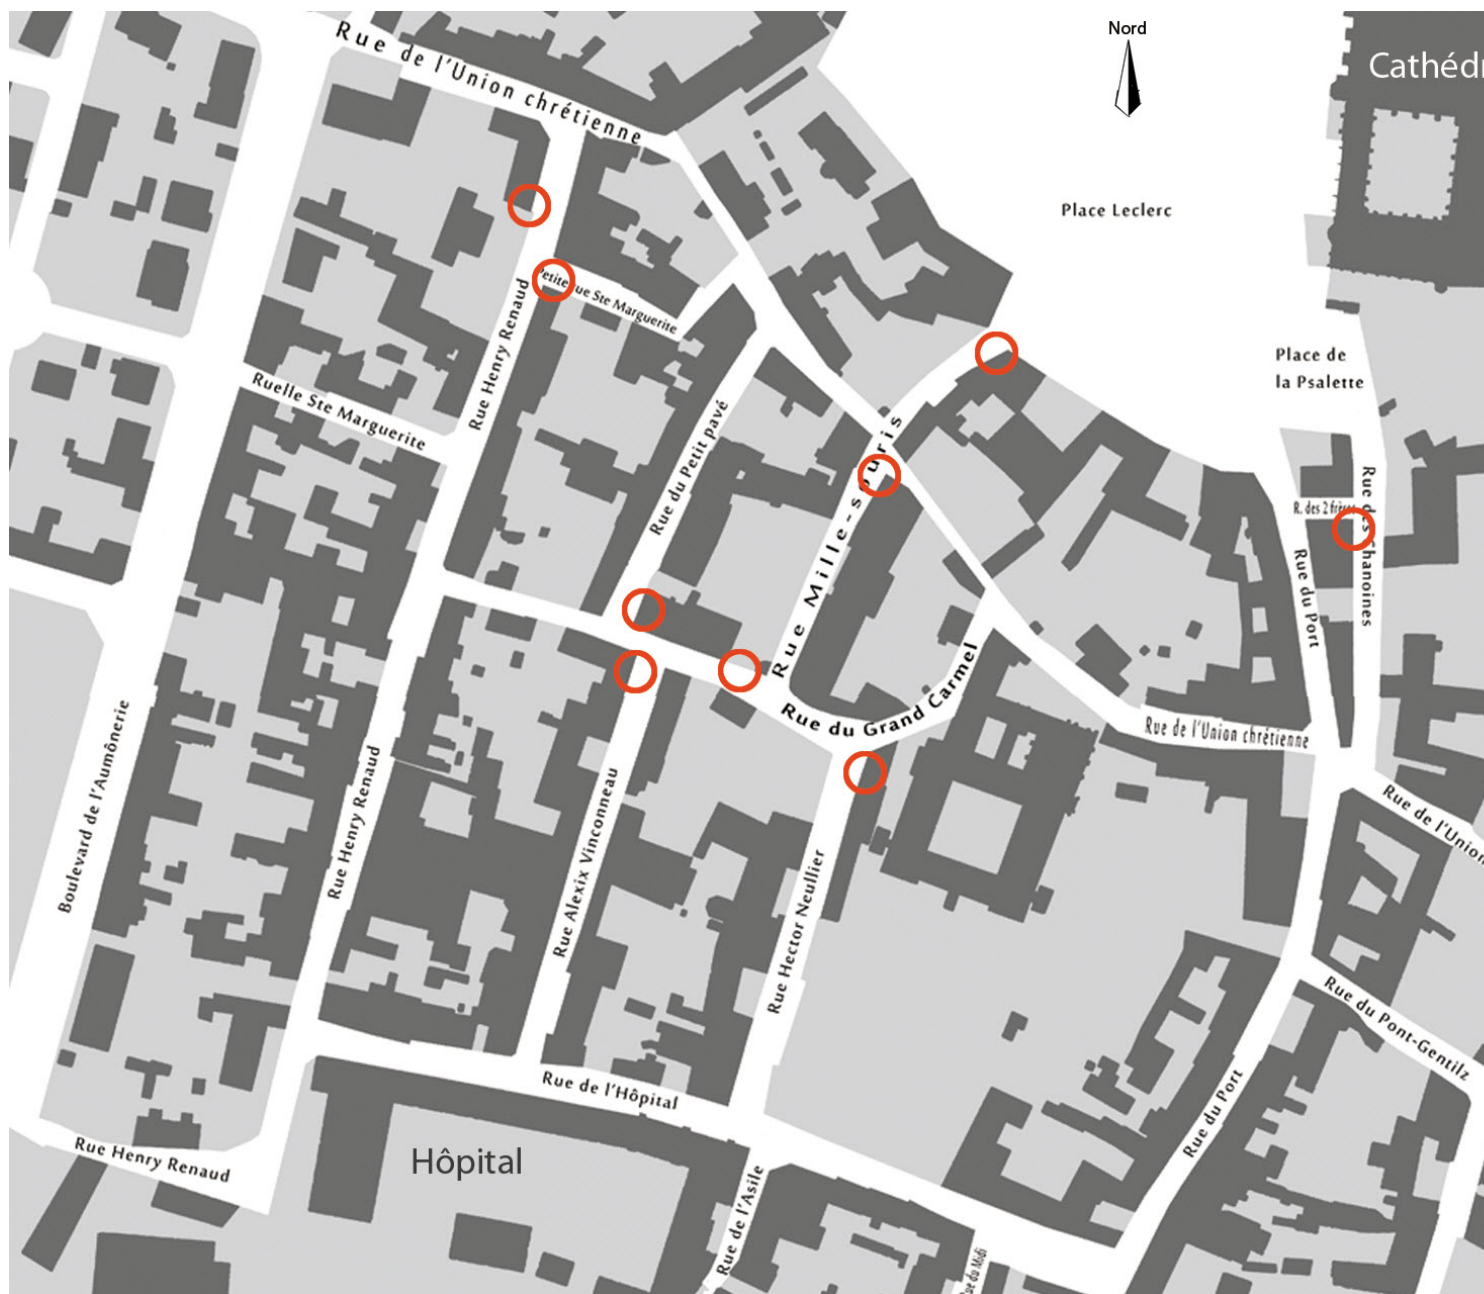 Rue de l'Union chrétienne
Nord
Cathéd
Place Leclerc
Petite rue Ste Marguerite
Rue Henry Renaud
Place de
la Psalette
Ruelle Ste Marguerite
Rue du Petit pavé
Rue Mille-souris
R. des 2 frères
Rue des Chanoines
Rue du Port
Rue du Grand Carmel
Rue de l'Union chrétienne
Boulevard de l'Aumônerie
Rue Henry Renaud
Rue Alexix Vinconneau
Rue Hector Neullier
Rue de l'Union
Rue du Pont-Gentilz
Rue de l'Hôpital
Rue du Port
Rue Henry Renaud
Hôpital
Rue de l'Asile
Rue du Midi